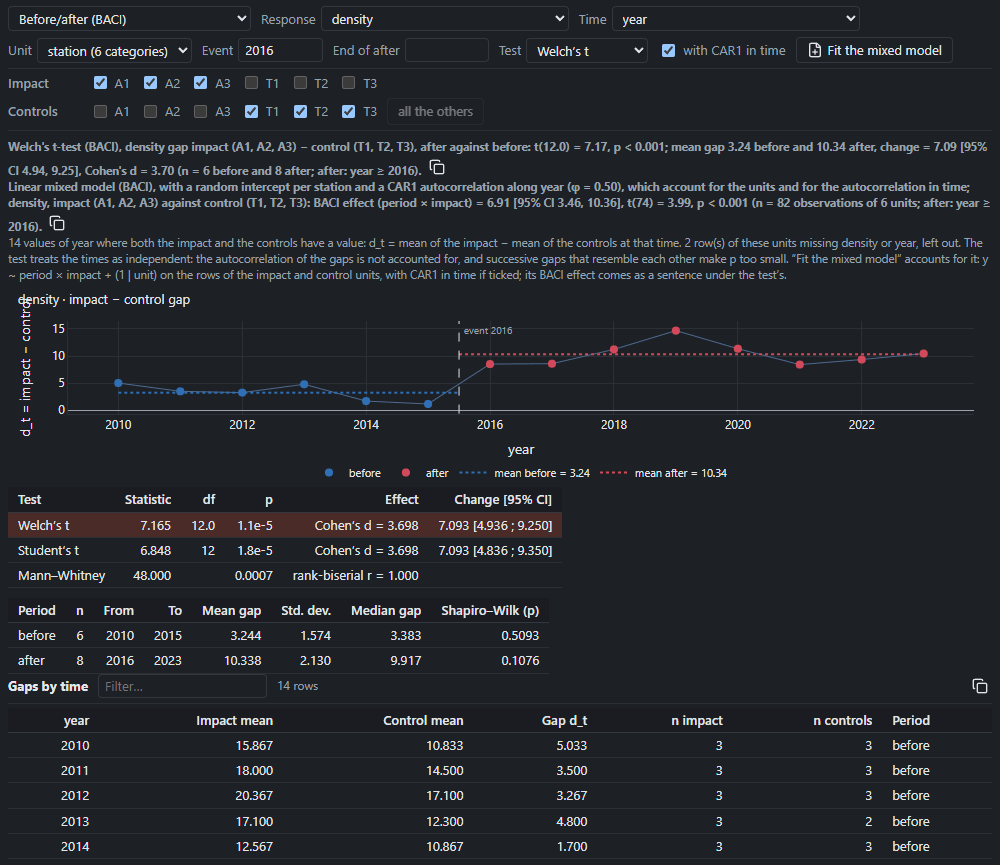 Before/after (BACI) Response density Time year
Unit station (6 categories) Event 2016 End of after Test Welch's t with CAR1 in time Fit the mixed model
Impact A1 A2 A3 T1 T2 T3
Controls A1 A2 A3 T1 T2 T3 all the others
Welch's t-test (BACI), density gap impact (A1, A2, A3) − control (T1, T2, T3), after against before: t(12.0) = 7.17, p < 0.001; mean gap 3.24 before and 10.34 after, change = 7.09 [95%
CI 4.94, 9.25], Cohen's d = 3.70 (n = 6 before and 8 after; after: year ≥ 2016).
Linear mixed model (BACI), with a random intercept per station and a CAR1 autocorrelation along year (φ = 0.50), which account for the units and for the autocorrelation in time;
density, impact (A1, A2, A3) against control (T1, T2, T3): BACI effect (period × impact) = 6.91 [95% CI 3.46, 10.36], t(74) = 3.99, p < 0.001 (n = 82 observations of 6 units; after: year ≥
2016).
14 values of year where both the impact and the controls have a value: d_t = mean of the impact − mean of the controls at that time. 2 row(s) of these units missing density or year, left out. The
test treats the times as independent: the autocorrelation of the gaps is not accounted for, and successive gaps that resemble each other make p too small. "Fit the mixed model" accounts for it: y
~ period × impact + (1 | unit) on the rows of the impact and control units, with CAR1 in time if ticked; its BACI effect comes as a sentence under the test's.
density · impact − control gap
d_t = impact − control
15
10
5
0
event 2016
2010 2012 2014 2016 2018 2020 2022
year
before after mean before = 3.24 mean after = 10.34
Test Statistic df p Effect Change [95% CI]
Welch's t 7.165 12.0 1.1e-5 Cohen's d = 3.698 7.093 [4.936 ; 9.250]
Student's t 6.848 12 1.8e-5 Cohen's d = 3.698 7.093 [4.836 ; 9.350]
Mann–Whitney 48.000 0.0007 rank-biserial r = 1.000
Period n From To Mean gap Std. dev. Median gap Shapiro–Wilk (p)
before 6 2010 2015 3.244 1.574 3.383 0.5093
after 8 2016 2023 10.338 2.130 9.917 0.1076
Gaps by time Filter... 14 rows
year Impact mean Control mean Gap d_t n impact n controls Period
2010 15.867 10.833 5.033 3 3 before
2011 18.000 14.500 3.500 3 3 before
2012 20.367 17.100 3.267 3 3 before
2013 17.100 12.300 4.800 3 2 before
2014 12.567 10.867 1.700 3 3 before